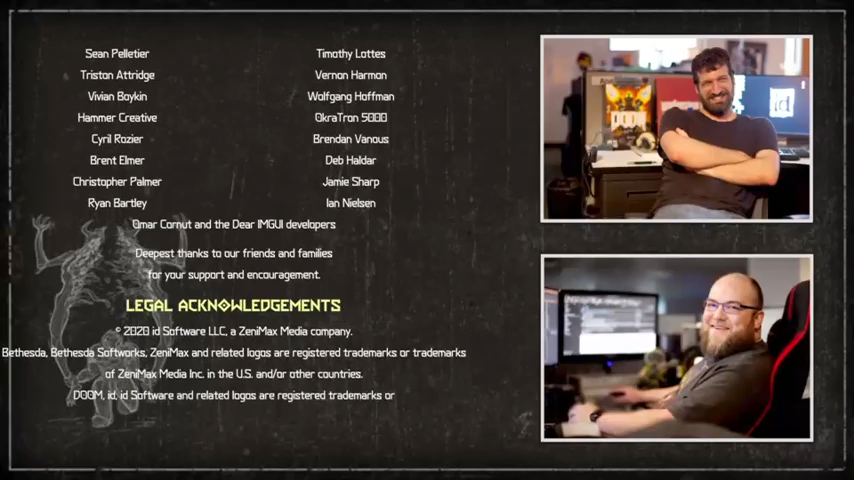 Sean Pelletier Timothy Lottes
Triston Attridge Vernon Harmon
Vivian Boykin Wolfgang Hoffman
Hammer Creative OkraTron 5000
Cyril Rozier Brendan Vanous
Brent Elmer Deb Haldar
Christopher Palmer Jamie Sharp
Ryan Bartley Ian Nielsen
Omar Cornut and the Dear IMGUI developers
Deepest thanks to our friends and families
for your support and encouragement.
LEGAL ACKNOWLEDGEMENTS
© 2020 id Software LLC, a ZeniMax Media company.
Bethesda, Bethesda Softworks, ZeniMax and related logos are registered trademarks or trademarks
of ZeniMax Media Inc. in the U.S. and/or other countries.
DOOM, id, id Software and related logos are registered trademarks or
id